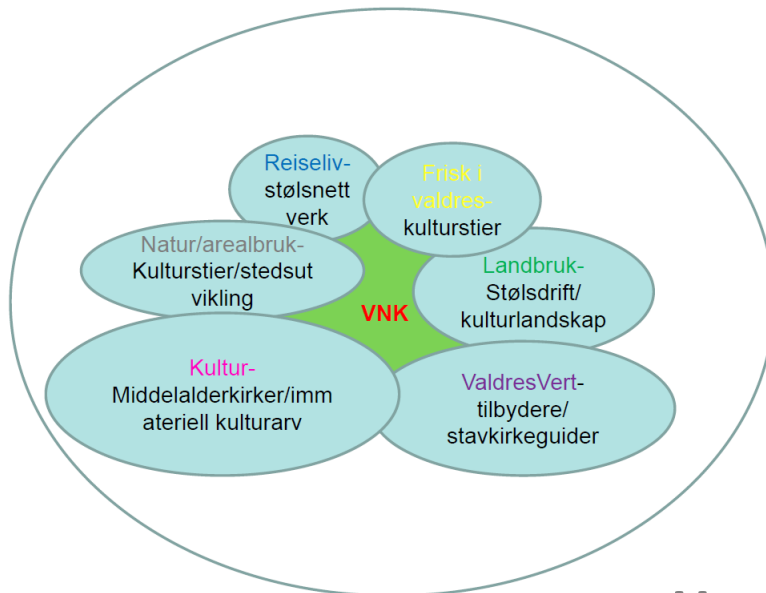 Reiseliv-
stølsnett
verk
Frisk i
valdres-
kulturstier
Natur/arealbruk-
Kulturstier/stedsut
vikling
Landbruk-
Stølsdrift/
kulturlandskap
VNK
Kultur-
Middelalderkirker/imm
ateriell kulturarv
ValdresVert-
tilbydere/
stavkirkeguider